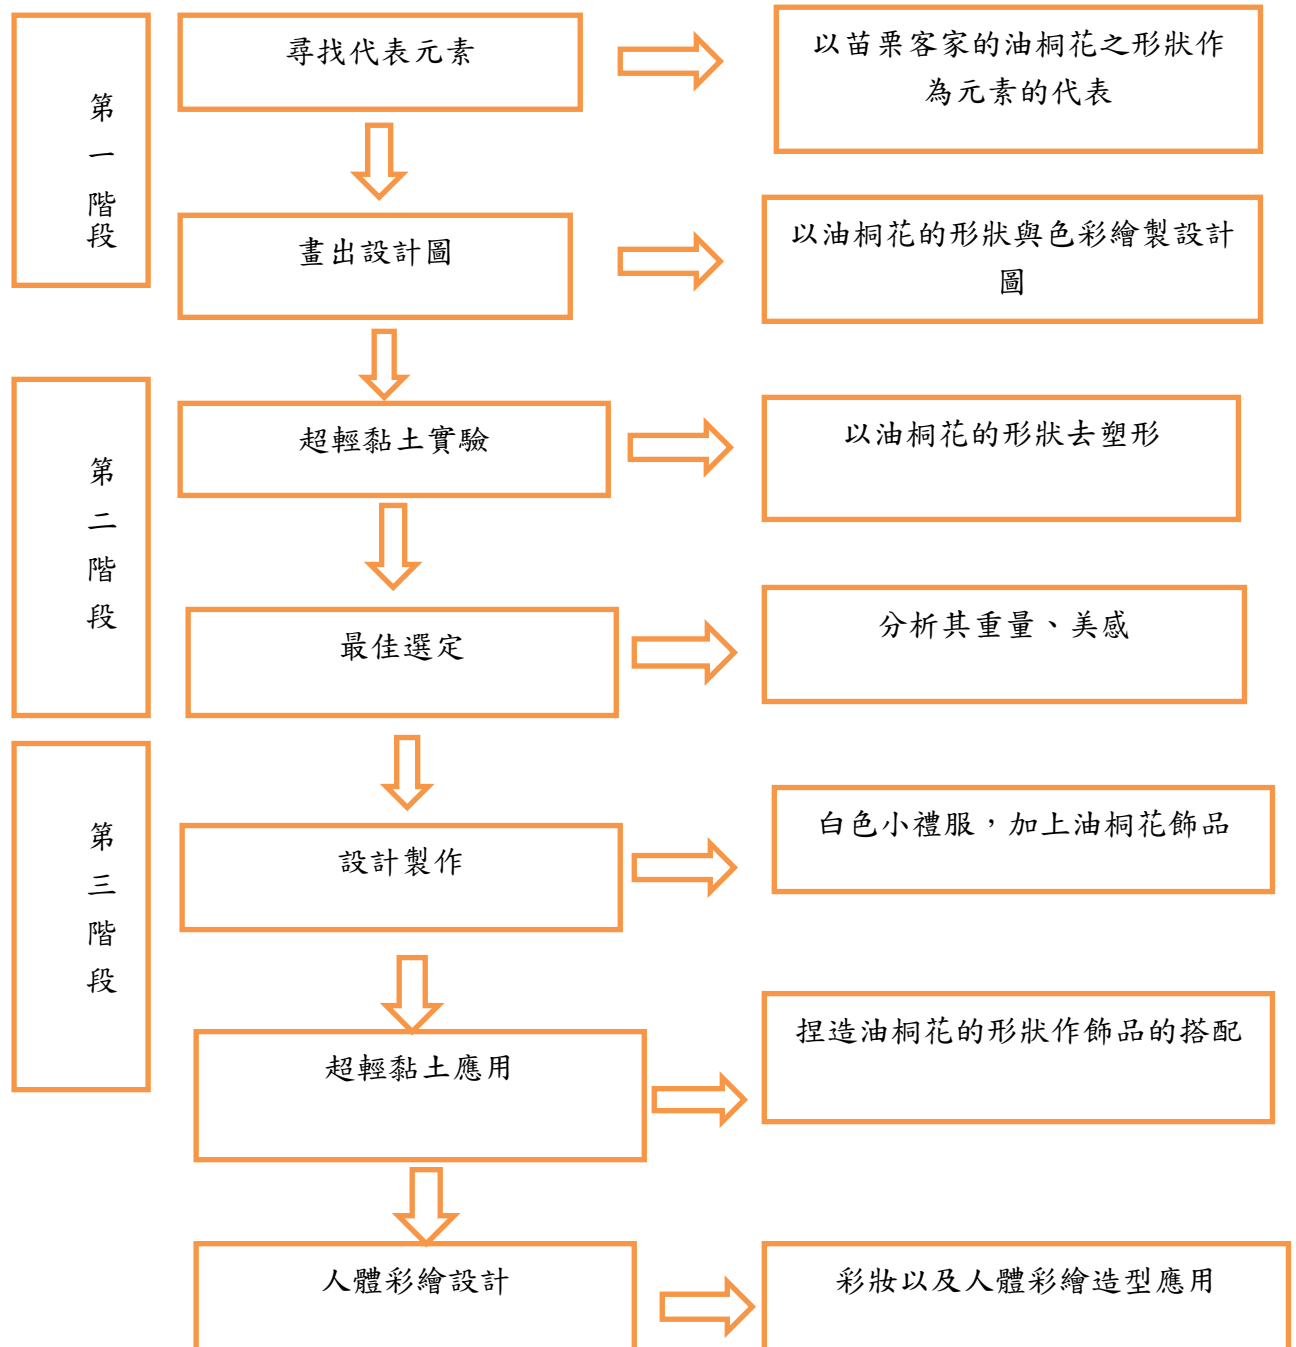 第一階段
尋找代表元素
以苗栗客家的油桐花之形狀作
為元素的代表
畫出設計圖
以油桐花的形狀與色彩繪製設計
圖
第二階段
超輕黏土實驗
以油桐花的形狀去塑形
最佳選定
分析其重量、美感
第三階段
設計製作
白色小禮服，加上油桐花飾品
超輕黏土應用
捏造油桐花的形狀作飾品的搭配
人體彩繪設計
彩妝以及人體彩繪造型應用